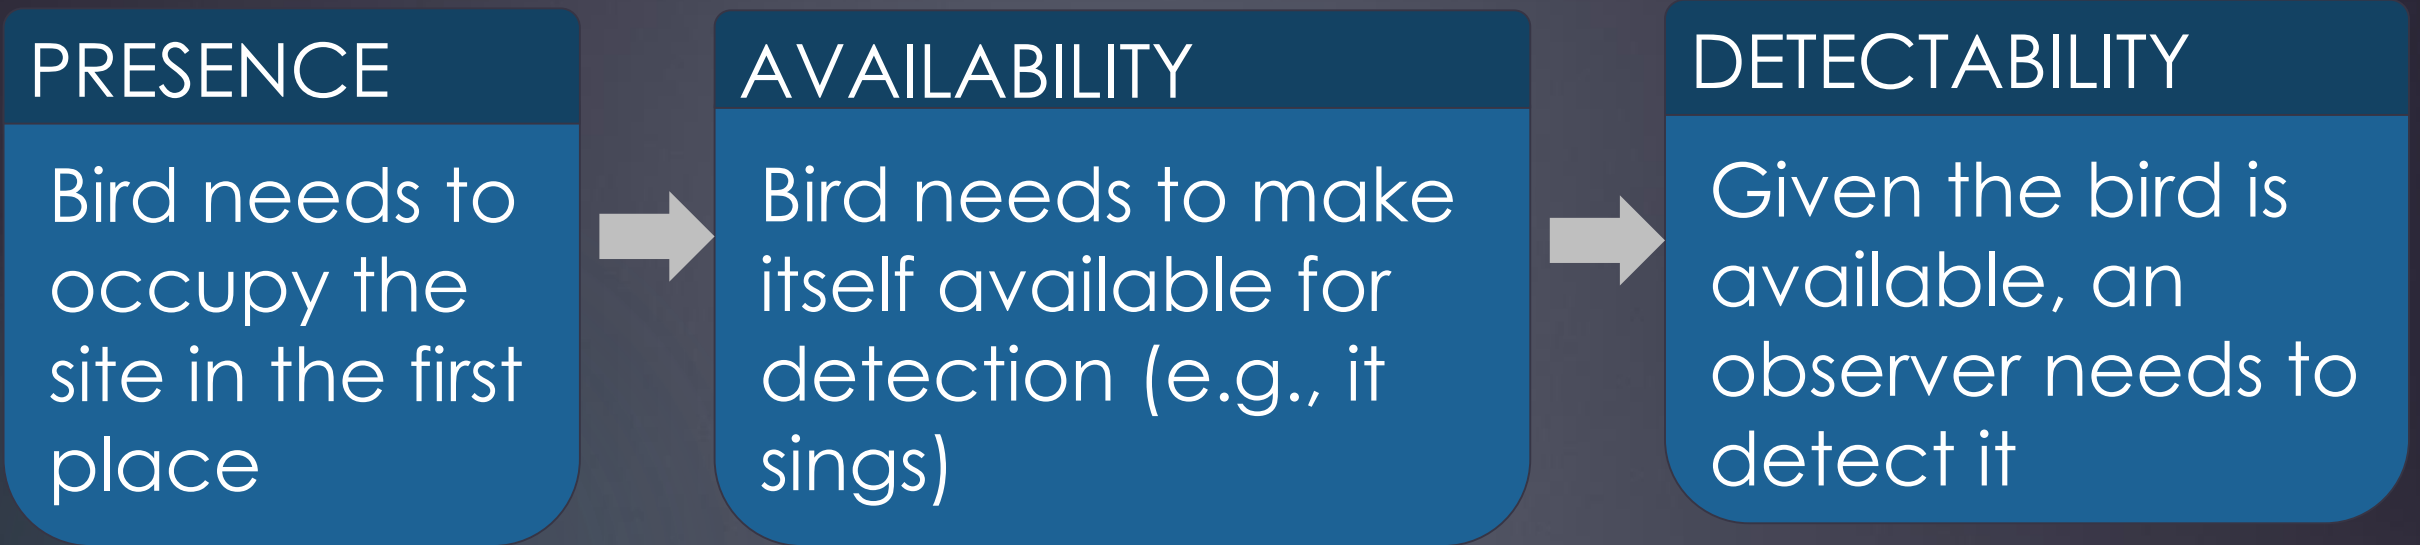 PRESENCE
Bird needs to
occupy the
site in the first
place
AVAILABILITY
Bird needs to make
itself available for
detection (e.g., it
sings)
DETECTABILITY
Given the bird is
available, an
observer needs to
detect it